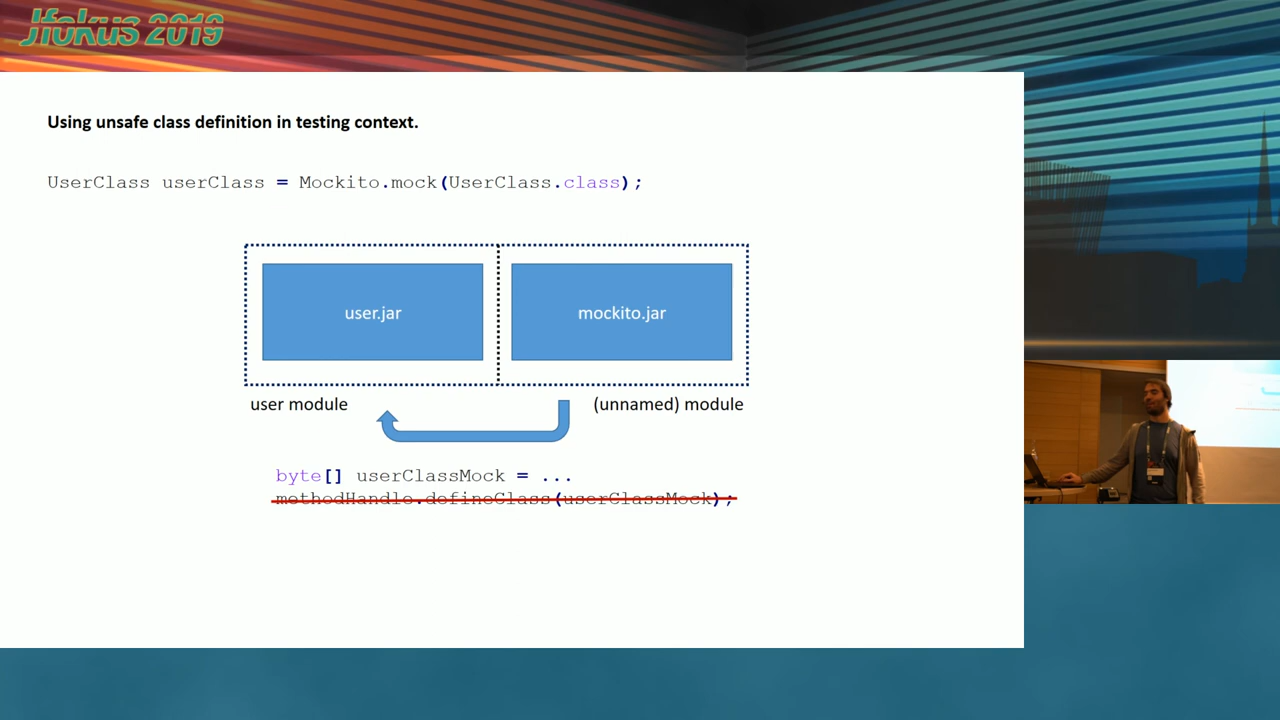 Jfokus 2019
Using unsafe class definition in testing context.
UserClass userClass = Mockito.mock(UserClass.class);
user.jar
mockito.jar
user module
(unnamed) module
byte[] userClassMock = ...
methodHandle.defineClass(userClassMock);